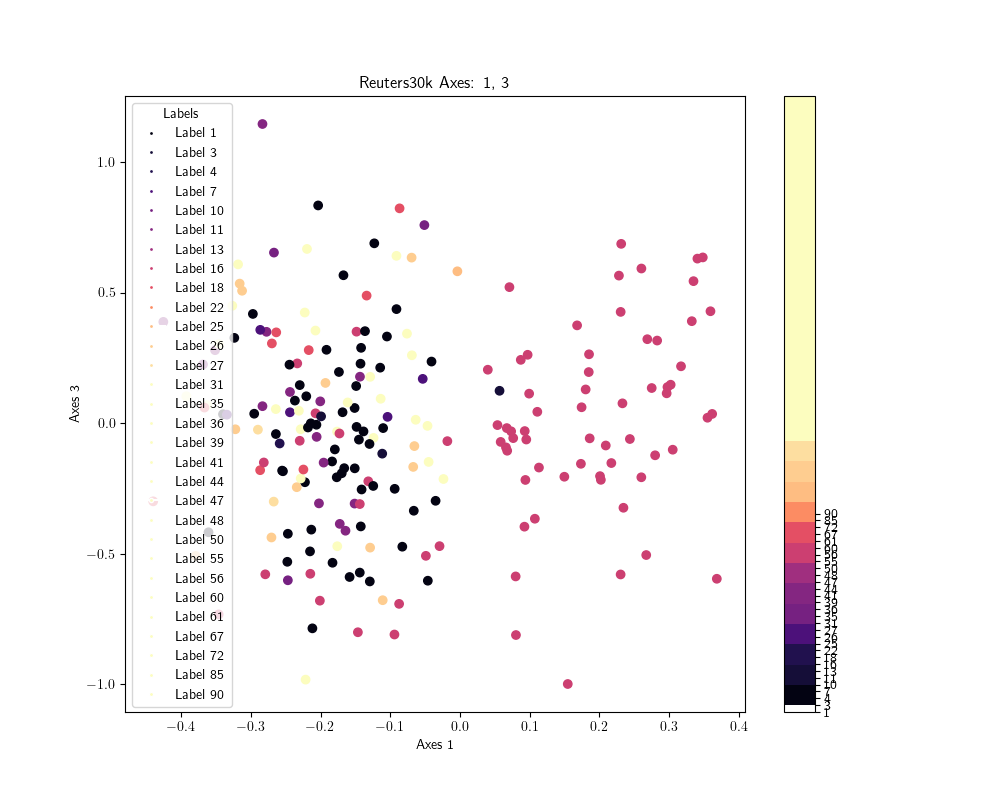 Reuters30k Axes: 1, 3
Labels
Label 1
Label 3
Label 4
Label 7
Label 10
Label 11
Label 13
Label 16
Label 18
Label 22
Label 25
Label 26
Label 27
Label 31
Label 35
Label 36
Label 39
Label 41
Label 44
Label 47
Label 48
Label 50
Label 55
Label 56
Label 60
Label 61
Label 67
Label 72
Label 85
Label 90
1.0
0.5
0.0
−0.5
−1.0
Axes 3
−0.4 −0.3 −0.2 −0.1 0.0 0.1 0.2 0.3 0.4
Axes 1
90
85
72
67
61
60
56
55
50
48
47
44
41
39
36
35
31
27
26
25
22
18
16
13
11
10
7
4
3
1